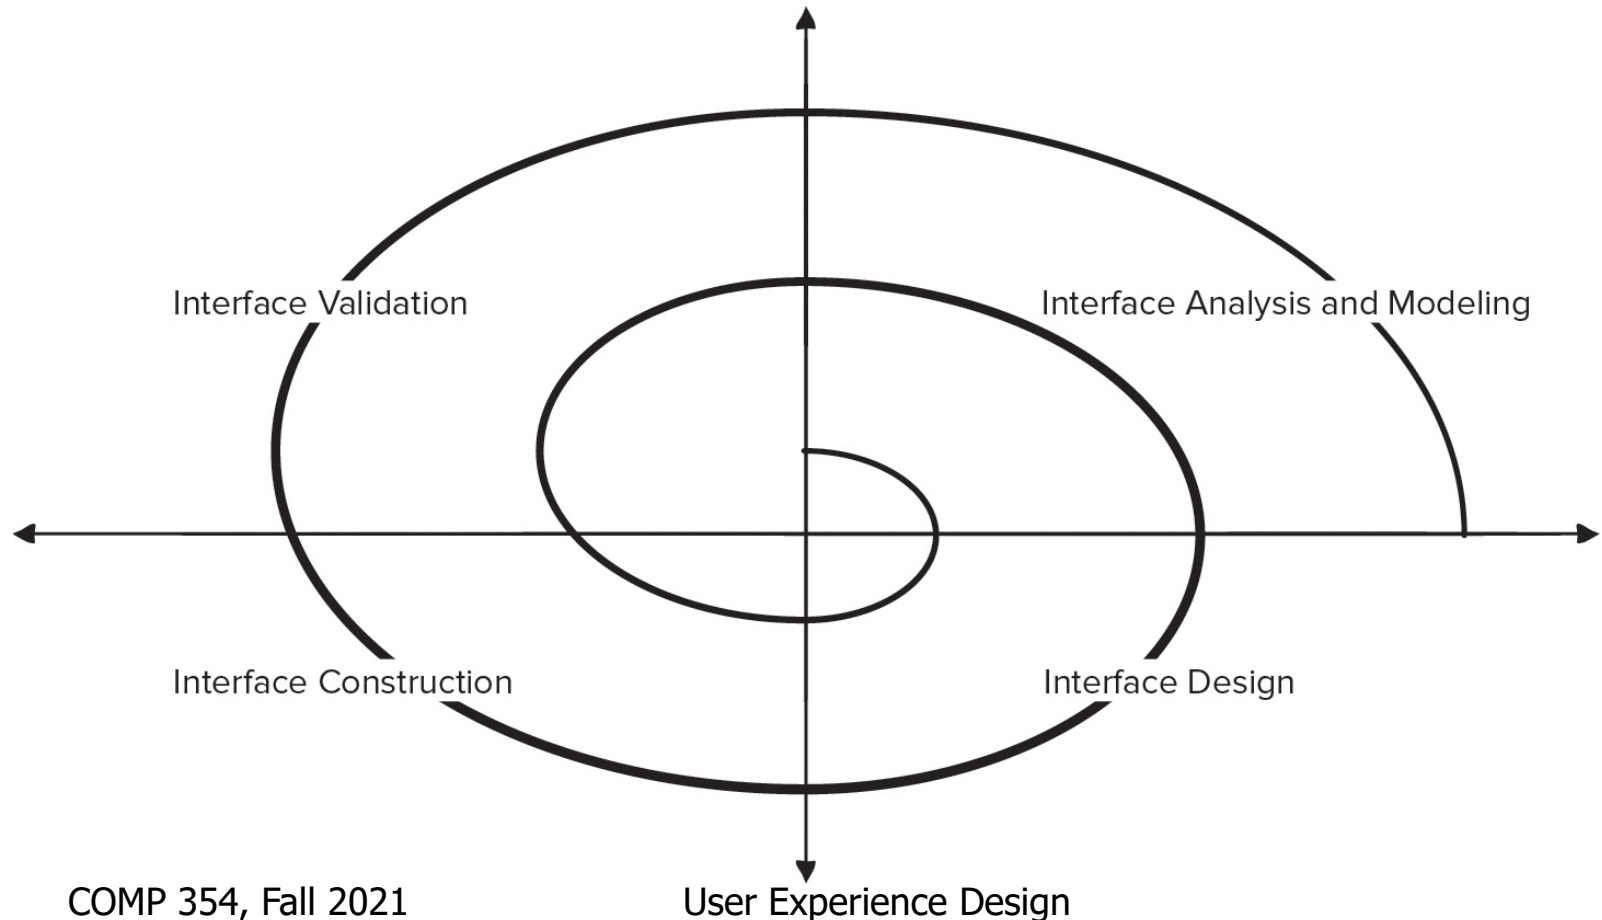 Interface Validation
Interface Analysis and Modeling
Interface Construction
Interface Design
COMP 354, Fall 2021
User Experience Design